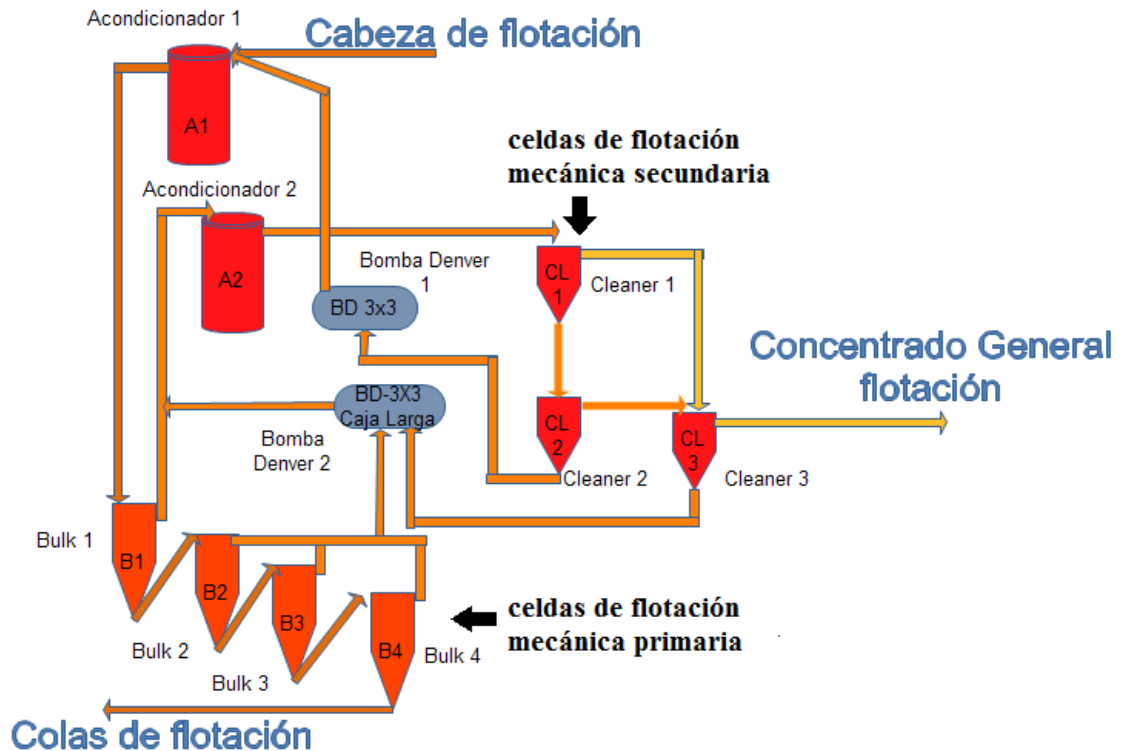 Acondicionador 1
Cabeza de flotación
A1
celdas de flotación
mecánica secundaria
Acondicionador 2
A2
Bomba Denver
1
BD 3x3
CL
1
Cleaner 1
Concentrado General
flotación
BD-3X3
Caja Larga
Bomba
Denver 2
CL
2
Cleaner 2
CL
3
Cleaner 3
Bulk 1
B1
B2
B3
B4
Bulk 2
Bulk 3
Bulk 4
celdas de flotación
mecánica primaria
Colas de flotación